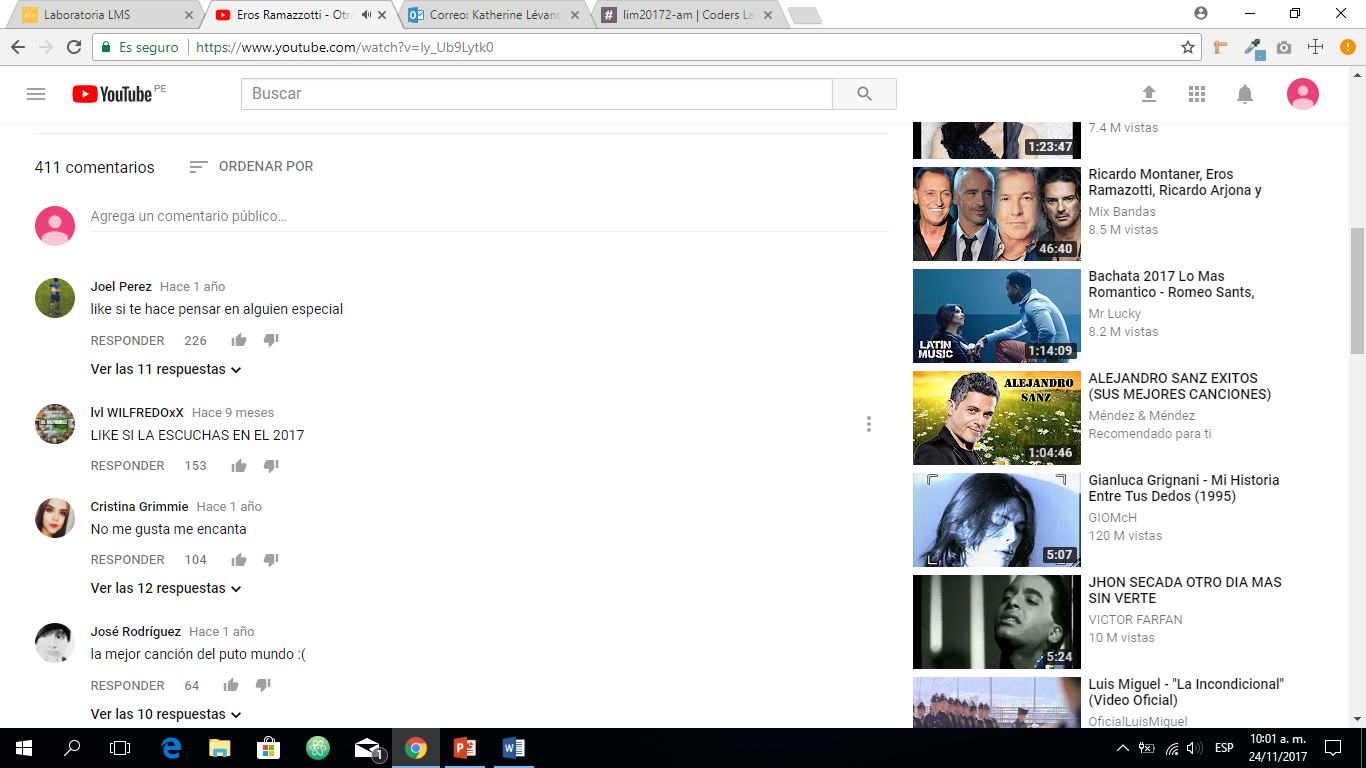 Laboratoria LMS
Eros Ramazzotti - Otra
Correo: Katherine Lévano
lim20172-am | Coders La
Es seguro
https://www.youtube.com/watch?v=Iy_Ub9Lytk0
YouTube PE
Buscar
411 comentarios
ORDENAR POR
Agrega un comentario público...
Joel Perez Hace 1 año
like si te hace pensar en alguien especial
RESPONDER 226
Ver las 11 respuestas
lvl WILFREDOxX Hace 9 meses
LIKE SI LA ESCUCHAS EN EL 2017
RESPONDER 153
Cristina Grimmie Hace 1 año
No me gusta me encanta
RESPONDER 104
Ver las 12 respuestas
José Rodríguez Hace 1 año
la mejor canción del puto mundo :(
RESPONDER 64
Ver las 10 respuestas
1:23:47
7.4 M vistas
46:40
Ricardo Montaner, Eros
Ramazotti, Ricardo Arjona y
Mix Bandas
8.5 M vistas
LATIN
MUSIC
1:14:09
Bachata 2017 Lo Mas
Romantico - Romeo Sants,
Mr Lucky
8.2 M vistas
ALEJANDRO
SANZ
1:04:46
ALEJANDRO SANZ EXITOS
(SUS MEJORES CANCIONES)
Méndez & Méndez
Recomendado para ti
5:07
Gianluca Grignani - Mi Historia
Entre Tus Dedos (1995)
GIOMcH
120 M vistas
5:24
JHON SECADA OTRO DIA MAS
SIN VERTE
VICTOR FARFAN
10 M vistas
Luis Miguel - "La Incondicional"
(Video Oficial)
OficialLuisMiguel
1
ESP
10:01 a. m.
24/11/2017